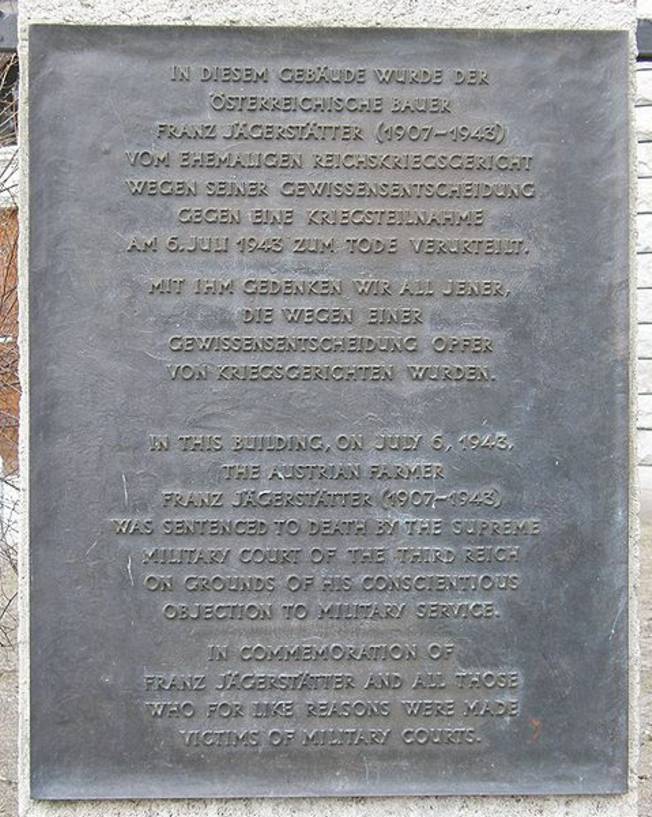 IN DIESEM GEBÄUDE WURDE DER
ÖSTERREICHISCHE BAUER
FRANZ JÄGERSTÄTTER (1907–1943)
VOM EHEMALIGEN REICHSKRIEGSGERICHT
WEGEN SEINER GEWISSENSENTSCHEIDUNG
GEGEN EINE KRIEGSTEILNAHME
AM 6. JULI 1943 ZUM TODE VERURTEILT.
MIT IHM GEDENKEN WIR ALL JENER,
DIE WEGEN EINER
GEWISSENSENTSCHEIDUNG OPFER
VON KRIEGSGERICHTEN WURDEN.
IN THIS BUILDING, ON JULY 6, 1943,
THE AUSTRIAN FARMER
FRANZ JÄGERSTÄTTER (1907–1943)
WAS SENTENCED TO DEATH BY THE SUPREME
MILITARY COURT OF THE THIRD REICH
ON GROUNDS OF HIS CONSCIENTIOUS
OBJECTION TO MILITARY SERVICE.
IN COMMEMORATION OF
FRANZ JÄGERSTÄTTER AND ALL THOSE
WHO FOR LIKE REASONS WERE MADE
VICTIMS OF MILITARY COURTS.